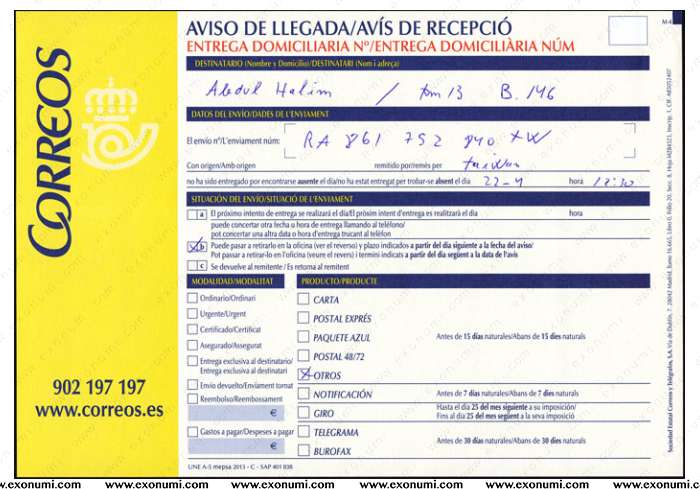 CORREOS
902 197 197
www.correos.es
M-4
AVISO DE LLEGADA/AVÍS DE RECEPCIÓ
ENTREGA DOMICILIARIA Nº/ENTREGA DOMICILIÀRIA NÚM
DESTINATARIO (Nombre y Domicilio)/DESTINATARI (Nom i adreça)
Abdul Halim / Dm 13 B. 146
DATOS DEL ENVÍO/DADES DE L'ENVIAMENT
El envío nº/L'enviament núm: RA 861 752 840 TW
Con origen/Amb origen remitido por/remès per taiwan
no ha sido entregado por encontrarse ausente el día/no ha estat entregat per trobar-se absent el dia 22-4 hora 12:30
SITUACIÓN DEL ENVÍO/SITUACIÓ DE L'ENVIAMENT
a El próximo intento de entrega se realizará el día/El pròxim intent d'entrega es realitzarà el dia hora
puede concertar otra fecha u hora de entrega llamando al teléfono/
pot concertar una altra data o hora d'entrega trucant al telèfon
b Puede pasar a retirarlo en la oficina (ver el reverso) y plazo indicados a partir del día siguiente a la fecha del aviso/
Pot passar a retirar-lo en l'oficina (veure el revers) i termini indicats a partir del dia següent a la data de l'avís
c Se devuelve al remitente / Es retorna al remitent
MODALIDAD/MODALITAT
Ordinario/Ordinari
Urgente/Urgent
Certificado/Certificat
Asegurado/Assegurat
Entrega exclusiva al destinatario/
Entrega exclusiva al destinatari
Envío devuelto/Enviament tornat
Reembolso/Reembossament
€
Gastos a pagar/Despeses a pagar
€
PRODUCTO/PRODUCTE
CARTA
POSTAL EXPRÉS
PAQUETE AZUL Antes de 15 días naturales/Abans de 15 dies naturals
POSTAL 48/72
OTROS
NOTIFICACIÓN Antes de 7 días naturales/Abans de 7 dies naturals
GIRO Hasta el día 25 del mes siguiente a su imposición/
Fins al dia 25 del mes següent a la seva imposició
TELEGRAMA
BUROFAX Antes de 30 días naturales/Abans de 30 dies naturals
UNE A-5 mepsa 2013 - C - SAP 401 838
www.exonumi.com www.exonumi.com www.exonumi.com www.exonumi.com www.exonumi.com